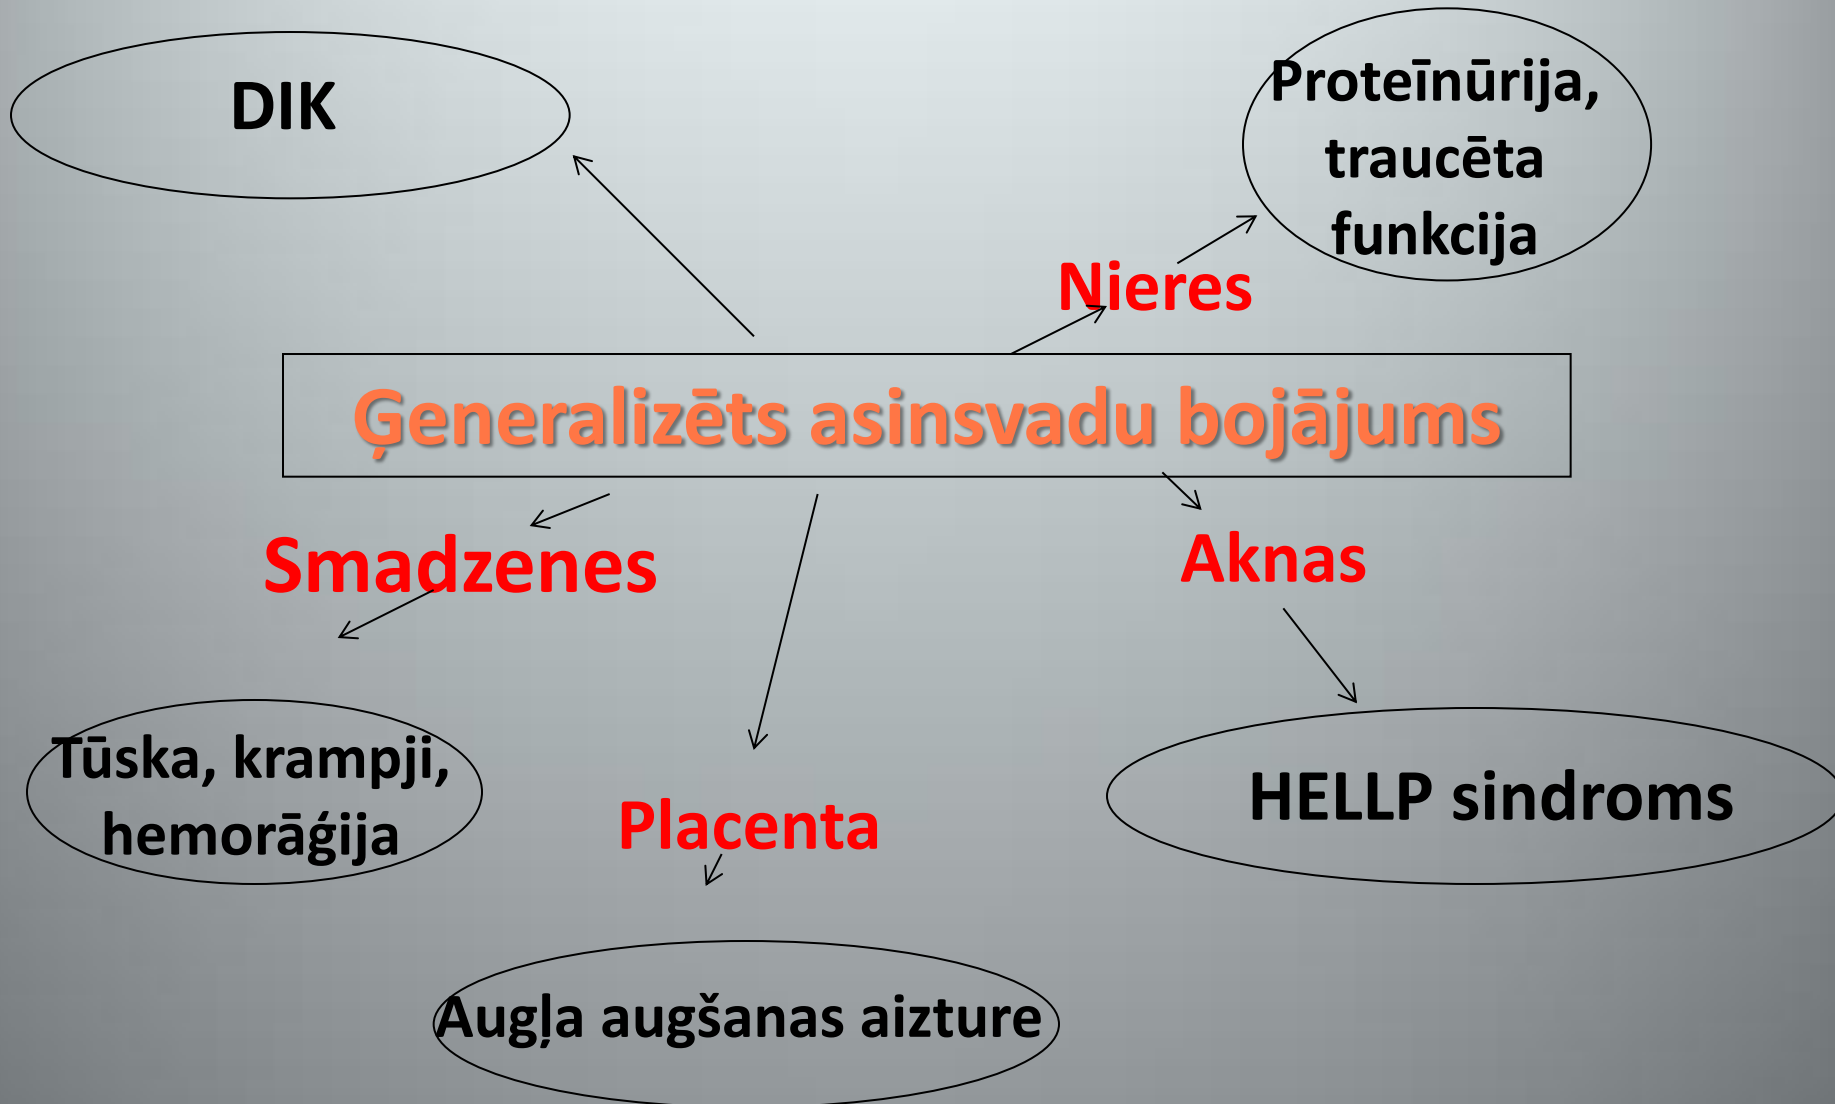 DIK
Proteīnūrija,
traucēta
funkcija
Nieres
Ģeneralizēts asinsvadu bojājums
Smadzenes
Aknas
Tūska, krampji,
hemorāģija
Placenta
HELLP sindroms
Augļa augšanas aizture